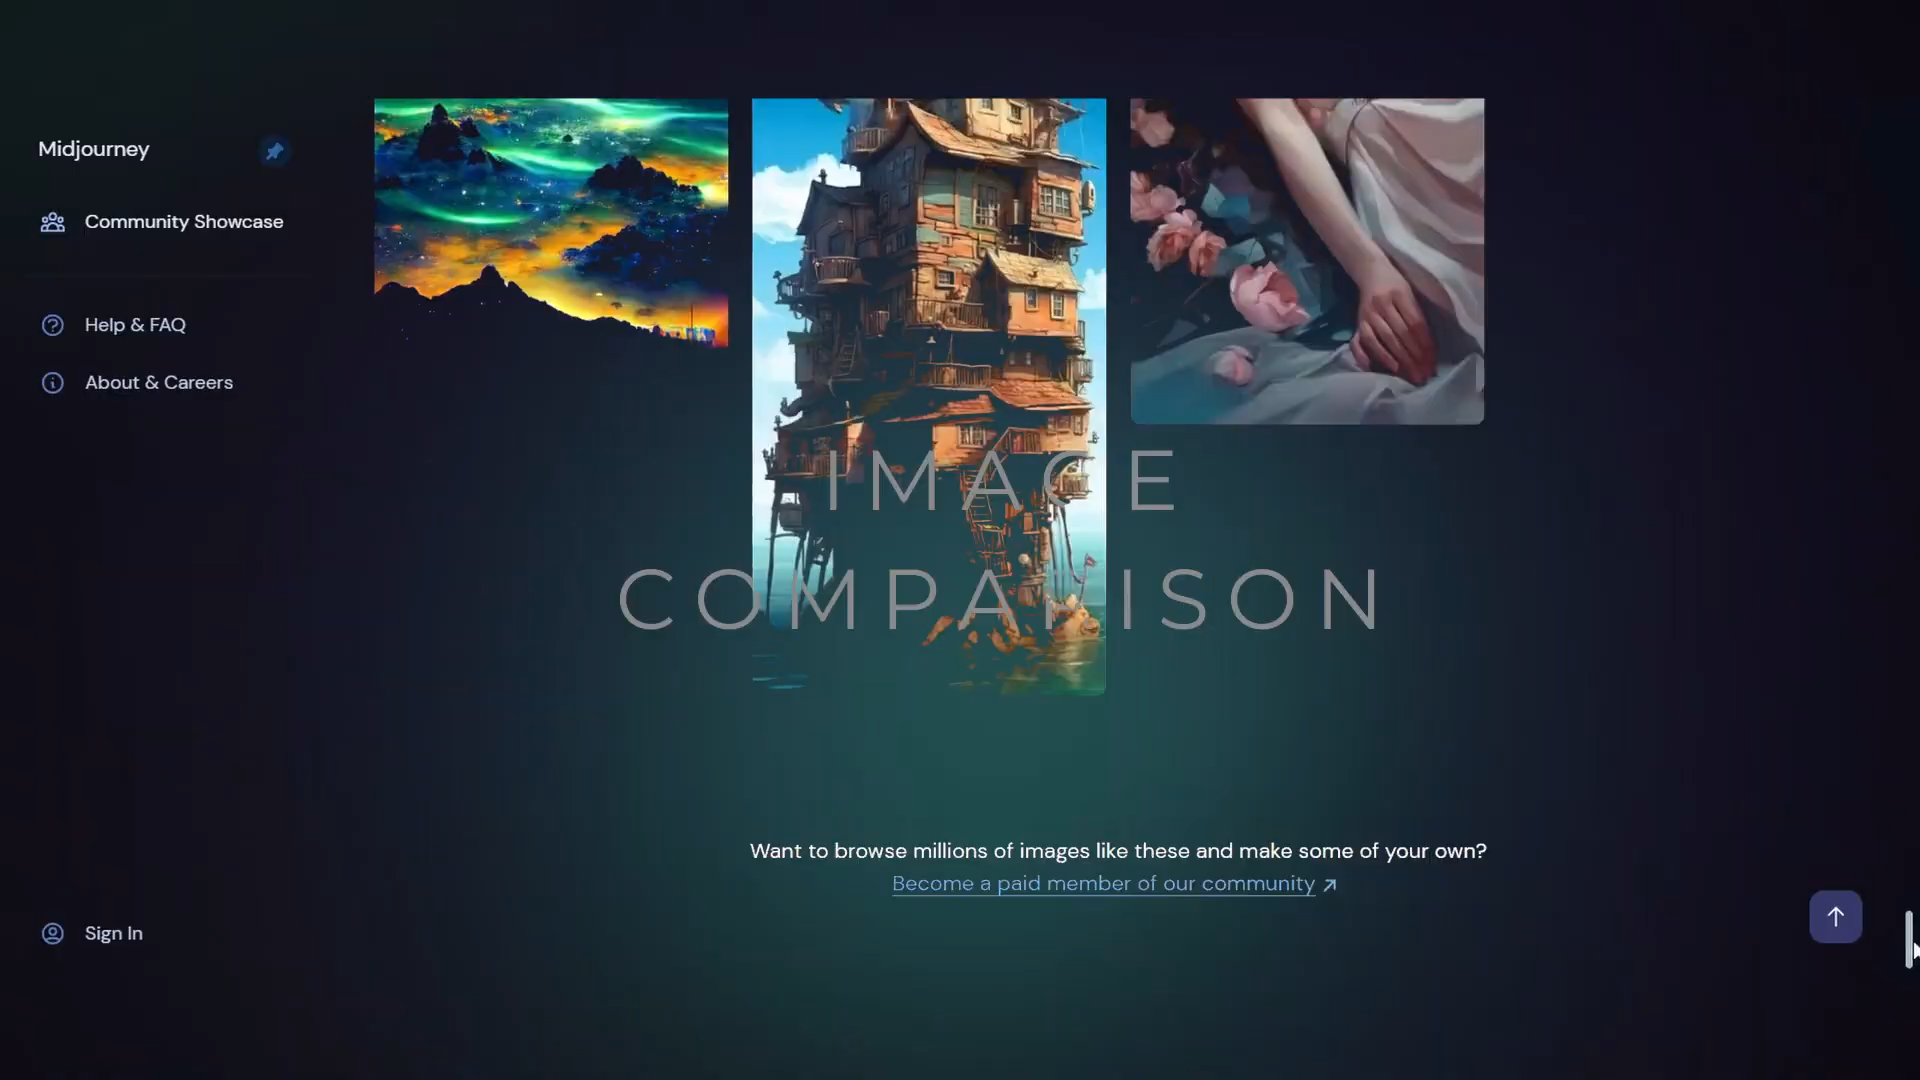 Midjourney
Community Showcase
Help & FAQ
About & Careers
IMAGE
COMPARISON
Want to browse millions of images like these and make some of your own?
Become a paid member of our community
Sign In